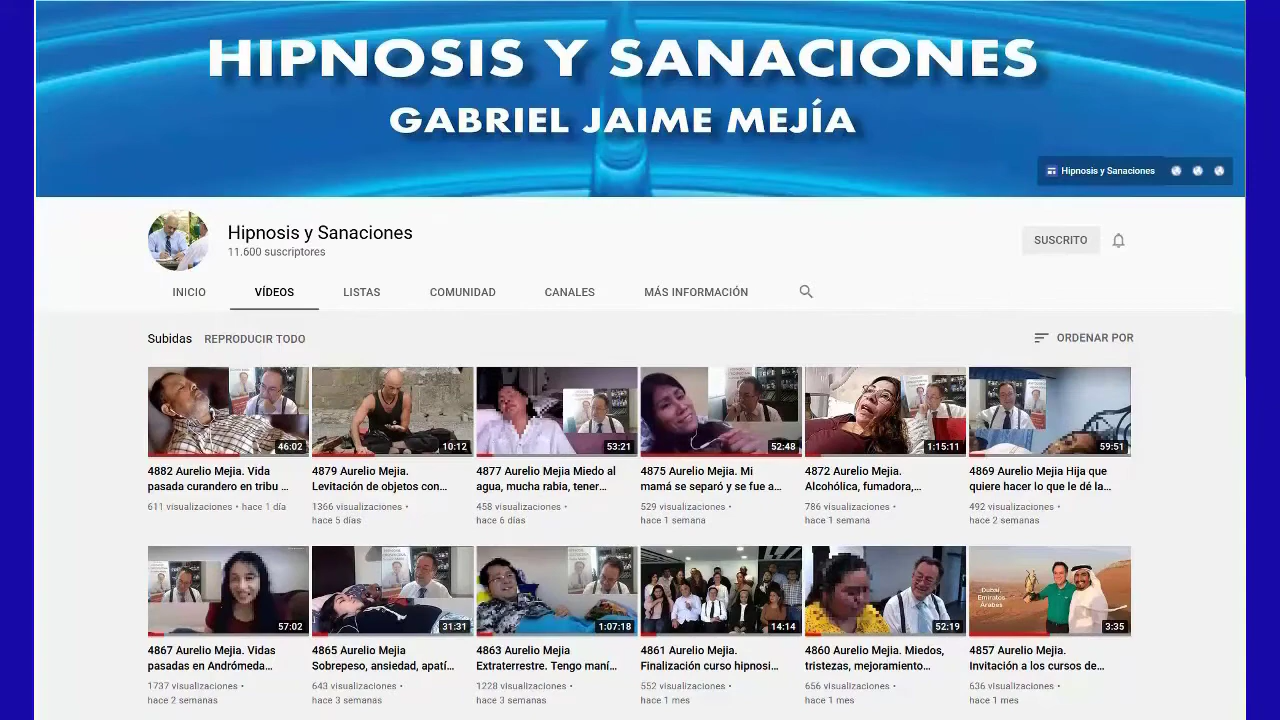 HIPNOSIS Y SANACIONES
GABRIEL JAIME MEJÍA
Hipnosis y Sanaciones
Hipnosis y Sanaciones
11.600 suscriptores
SUSCRITO
INICIO VÍDEOS LISTAS COMUNIDAD CANALES MÁS INFORMACIÓN
Subidas REPRODUCIR TODO
ORDENAR POR
46:02
4882 Aurelio Mejia. Vida
pasada curandero en tribu ...
611 visualizaciones • hace 1 día
10:12
4879 Aurelio Mejia.
Levitación de objetos con...
1366 visualizaciones •
hace 5 días
53:21
4877 Aurelio Mejia Miedo al
agua, mucha rabia, tener...
458 visualizaciones •
hace 6 días
52:48
4875 Aurelio Mejia. Mi
mamá se separó y se fue a...
529 visualizaciones •
hace 1 semana
1:15:11
4872 Aurelio Mejia.
Alcohólica, fumadora,...
786 visualizaciones •
hace 1 semana
59:51
4869 Aurelio Mejia Hija que
quiere hacer lo que le dé la...
492 visualizaciones •
hace 2 semanas
57:02
4867 Aurelio Mejia. Vidas
pasadas en Andrómeda...
1737 visualizaciones •
hace 2 semanas
31:31
4865 Aurelio Mejia
Sobrepeso, ansiedad, apatí...
643 visualizaciones •
hace 3 semanas
1:07:18
4863 Aurelio Mejia
Extraterrestre. Tengo maní...
1228 visualizaciones •
hace 3 semanas
14:14
4861 Aurelio Mejia.
Finalización curso hipnosi...
552 visualizaciones •
hace 1 mes
52:19
4860 Aurelio Mejia. Miedos,
tristezas, mejoramiento...
656 visualizaciones •
hace 1 mes
Dubai,
Emiratos
Árabes
3:35
4857 Aurelio Mejia.
Invitación a los cursos de...
636 visualizaciones •
hace 1 mes